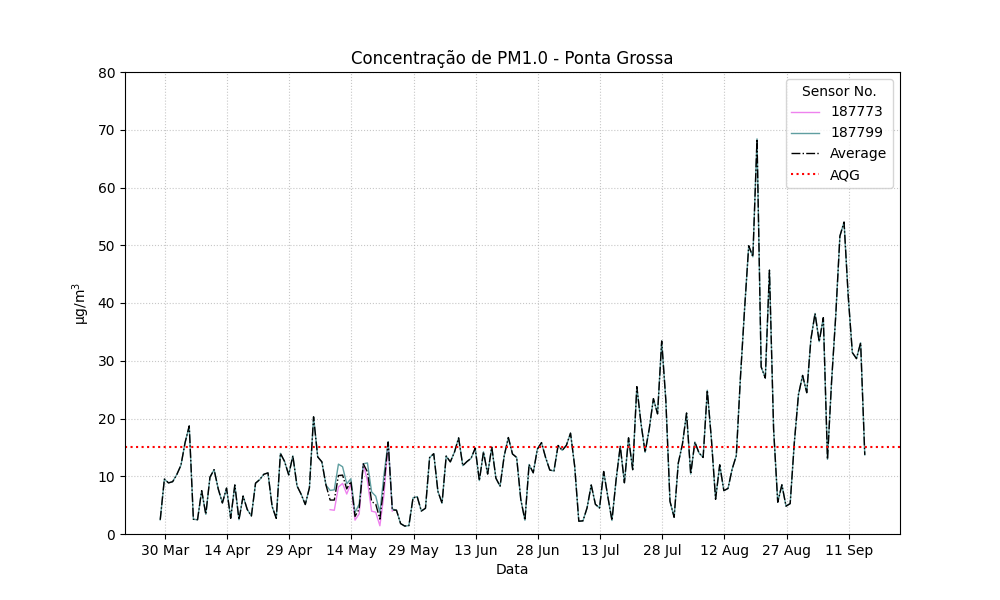 Concentração de PM1.0 - Ponta Grossa
80
70
60
50
40
30
20
10
0
µg/m³
Sensor No.
187773
187799
Average
AQG
30 Mar
14 Apr
29 Apr
14 May
29 May
13 Jun
28 Jun
13 Jul
28 Jul
12 Aug
27 Aug
11 Sep
Data